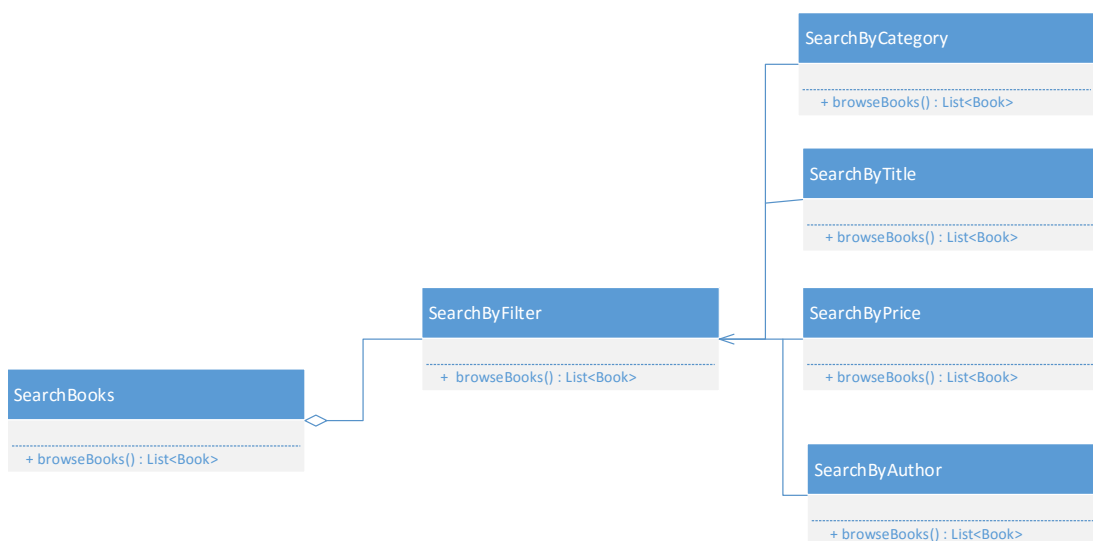 SearchByCategory
+ browseBooks() : List<Book>
SearchByTitle
+ browseBooks() : List<Book>
SearchByFilter
+ browseBooks() : List<Book>
SearchByPrice
+ browseBooks() : List<Book>
SearchBooks
+ browseBooks() : List<Book>
SearchByAuthor
+ browseBooks() : List<Book>